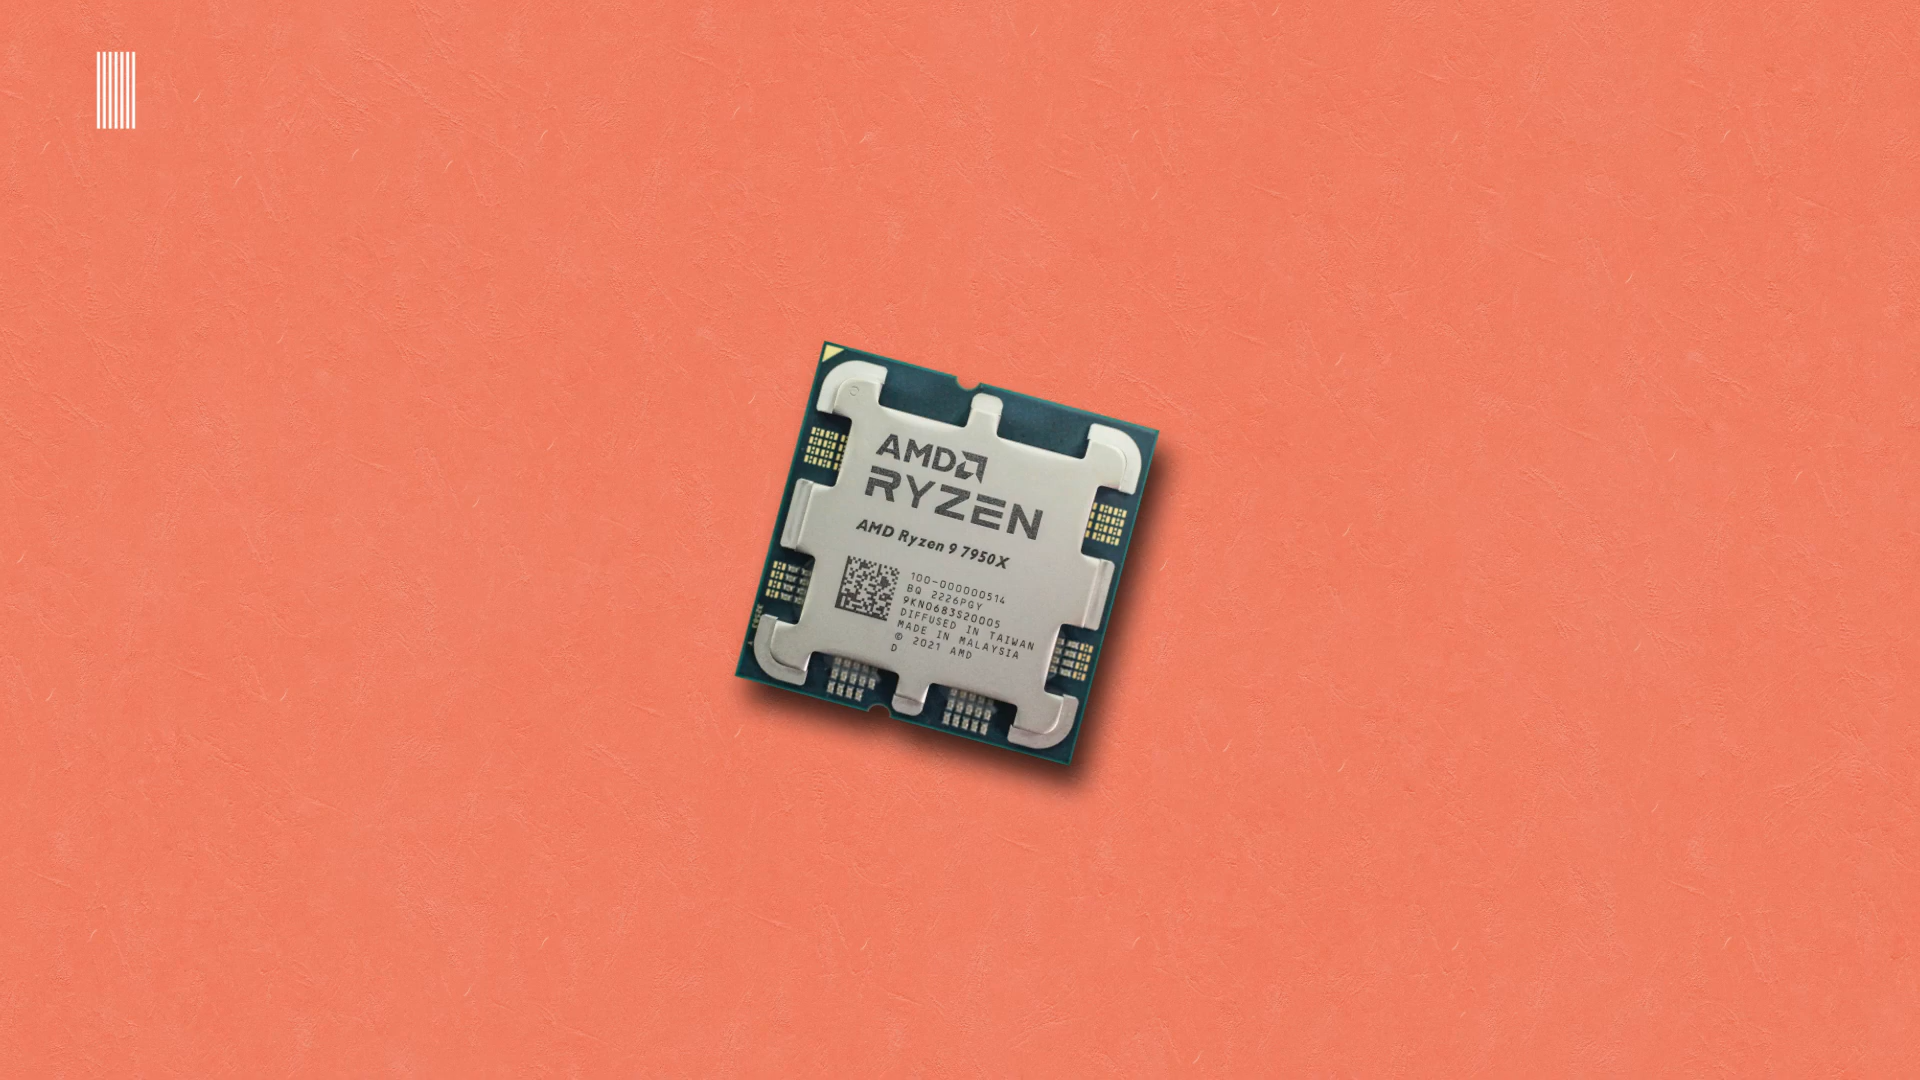 AMD
RYZEN
AMD Ryzen 9 7950X
100-000000514
BQ 2226PGY
9KN0683S20005
DIFFUSED IN TAIWAN
MADE IN MALAYSIA
© 2021 AMD
D